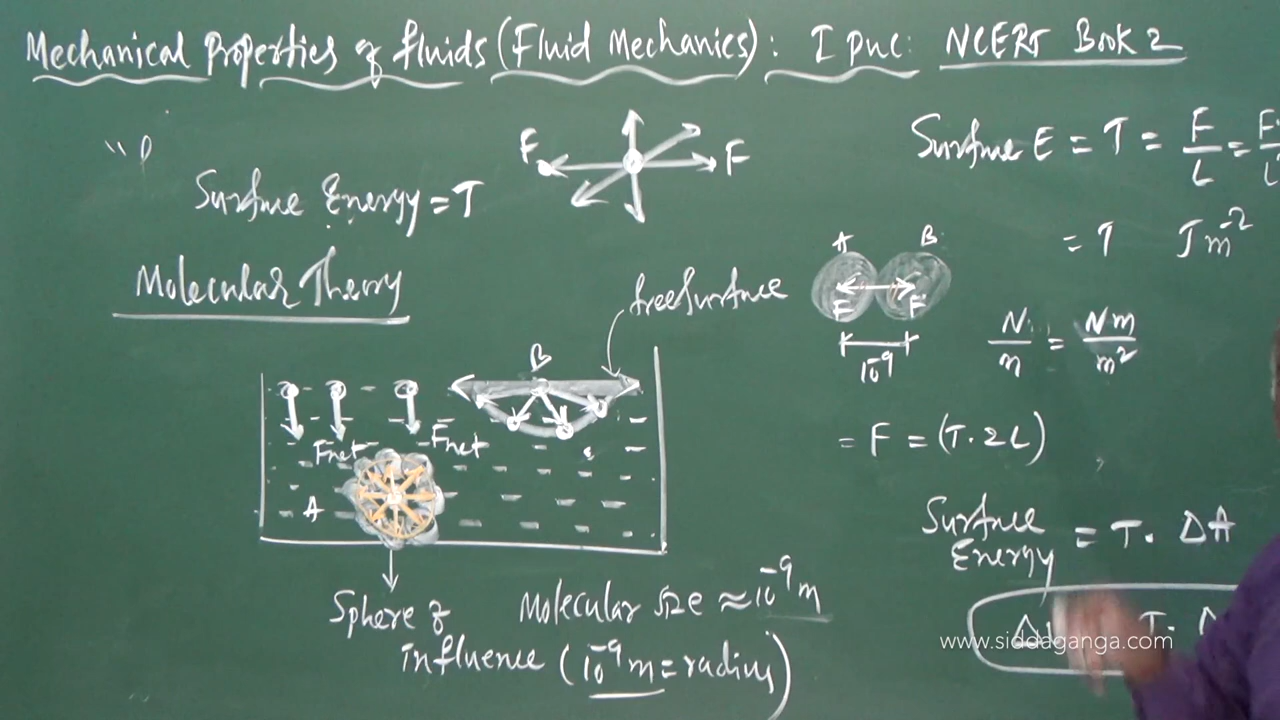 Mechanical Properties of fluids (Fluid Mechanics): I puc: NCERT Book 2
"P
Surface Energy = T
F F
Surface E = T = F/L =
= T Jm⁻²
Molecular Theory
free surface
A B
F F
10⁻⁹
N/m = Nm/m²
B
Fnet Fnet
A
= F = (T·2L)
Surface Energy = T· ΔA
Sphere of influence (10⁻⁹m = radius)
Molecular size ≈ 10⁻⁹m
T·
www.siddaganga.com